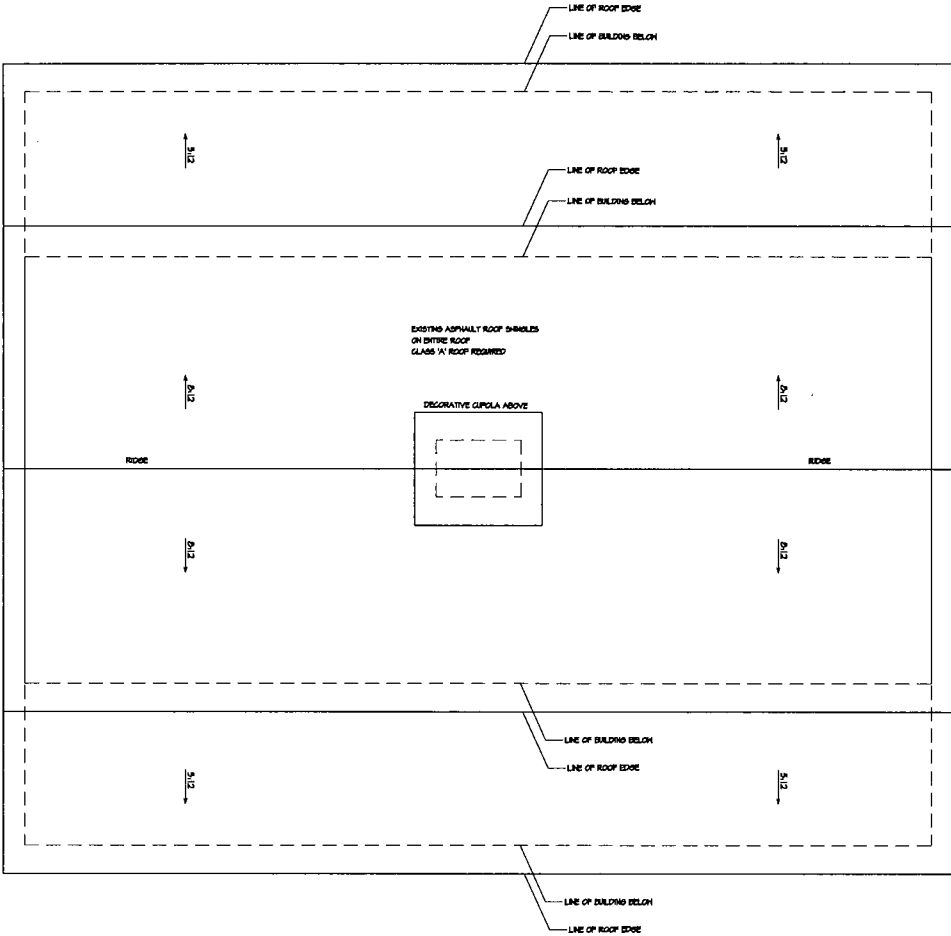 LINE OF ROOF EDGE
LINE OF BUILDING BELOW
5:12
5:12
LINE OF ROOF EDGE
LINE OF BUILDING BELOW
EXISTING ASPHAULT ROOF SHINGLES
ON ENTIRE ROOF
CLASS 'A' ROOF REQUIRED
8:12
8:12
DECORATIVE CUPOLA ABOVE
RIDGE
RIDGE
8:12
8:12
LINE OF BUILDING BELOW
LINE OF ROOF EDGE
5:12
5:12
LINE OF BUILDING BELOW
LINE OF ROOF EDGE